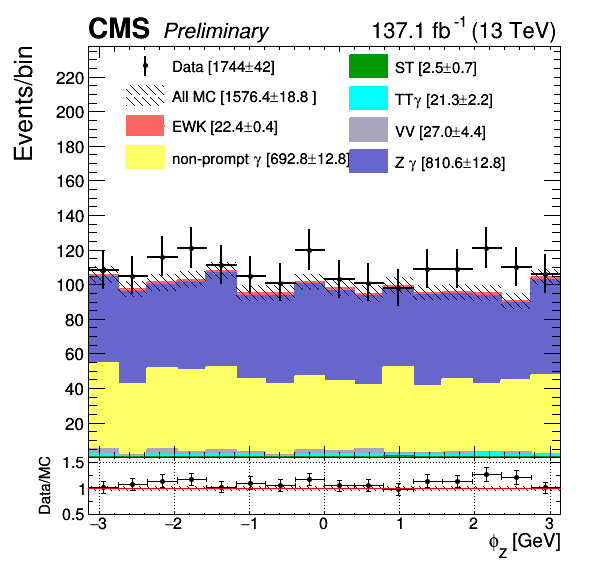 CMS Preliminary 137.1 fb⁻¹ (13 TeV)
Events/bin
220
200
180
160
140
120
100
80
60
40
20
Data [1744±42]
All MC [1576.4±18.8 ]
EWK [22.4±0.4]
non-prompt γ [692.8±12.8]
ST [2.5±0.7]
TTγ [21.3±2.2]
VV [27.0±4.4]
Z γ [810.6±12.8]
Data/MC
1.5
1
0.5
−3 −2 −1 0 1 2 3
ϕ_Z [GeV]